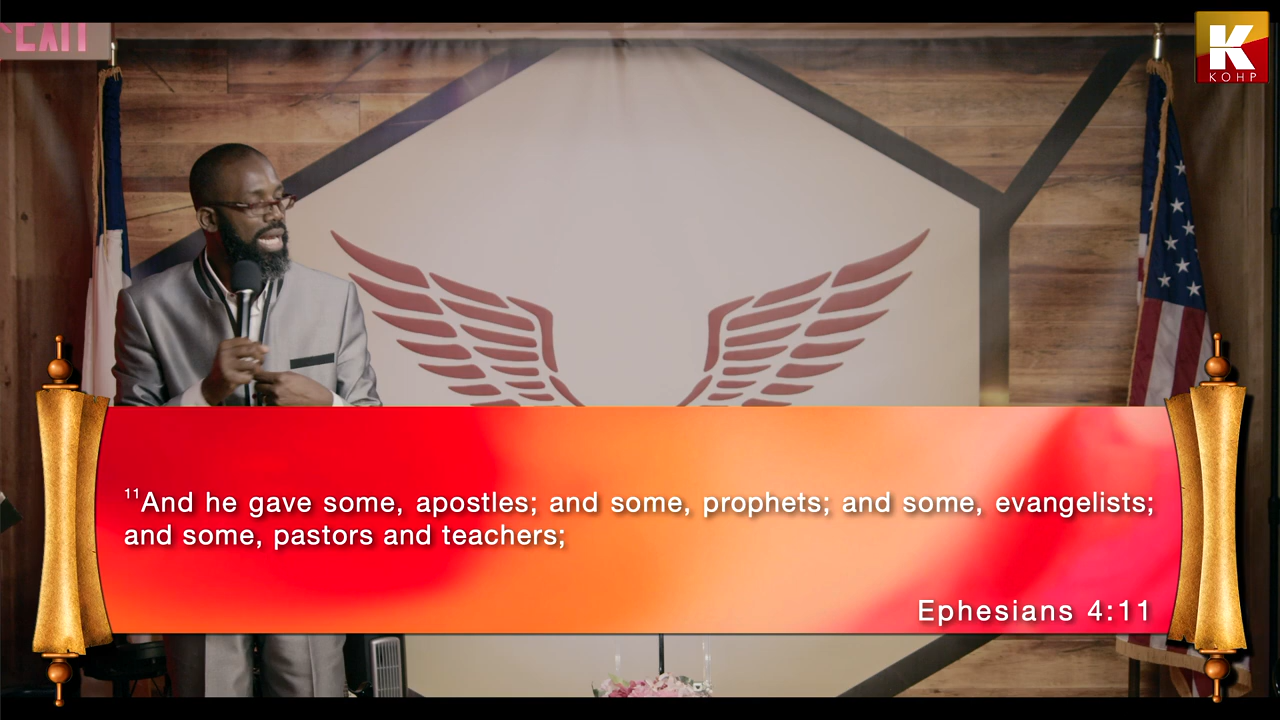 EXIT
K
KOHP
11And he gave some, apostles; and some, prophets; and some, evangelists;
and some, pastors and teachers;
Ephesians 4:11